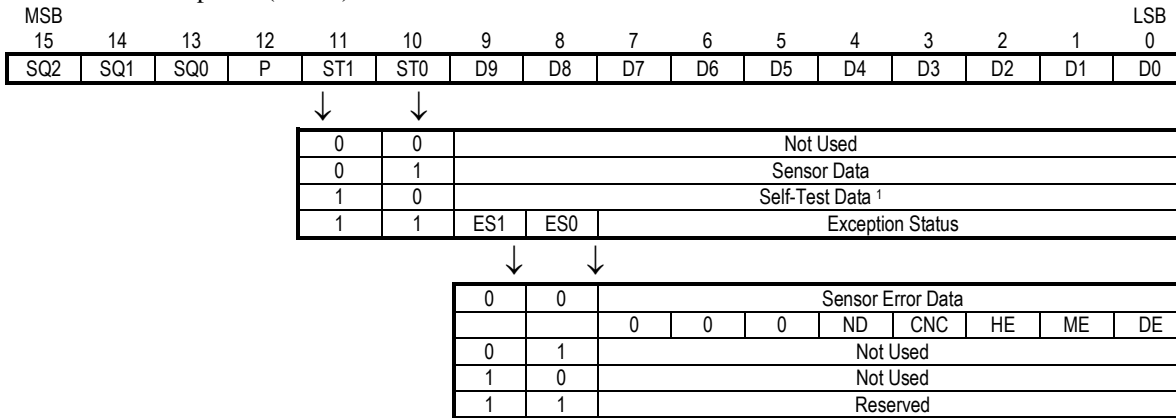 MSB LSB
15 14 13 12 11 10 9 8 7 6 5 4 3 2 1 0
SQ2 SQ1 SQ0 P ST1 ST0 D9 D8 D7 D6 D5 D4 D3 D2 D1 D0
↓ ↓
0 0 Not Used
0 1 Sensor Data
1 0 Self-Test Data 1
1 1 ES1 ES0 Exception Status
↓ ↓
0 0 Sensor Error Data
0 0 0 ND CNC HE ME DE
0 1 Not Used
1 0 Not Used
1 1 Reserved